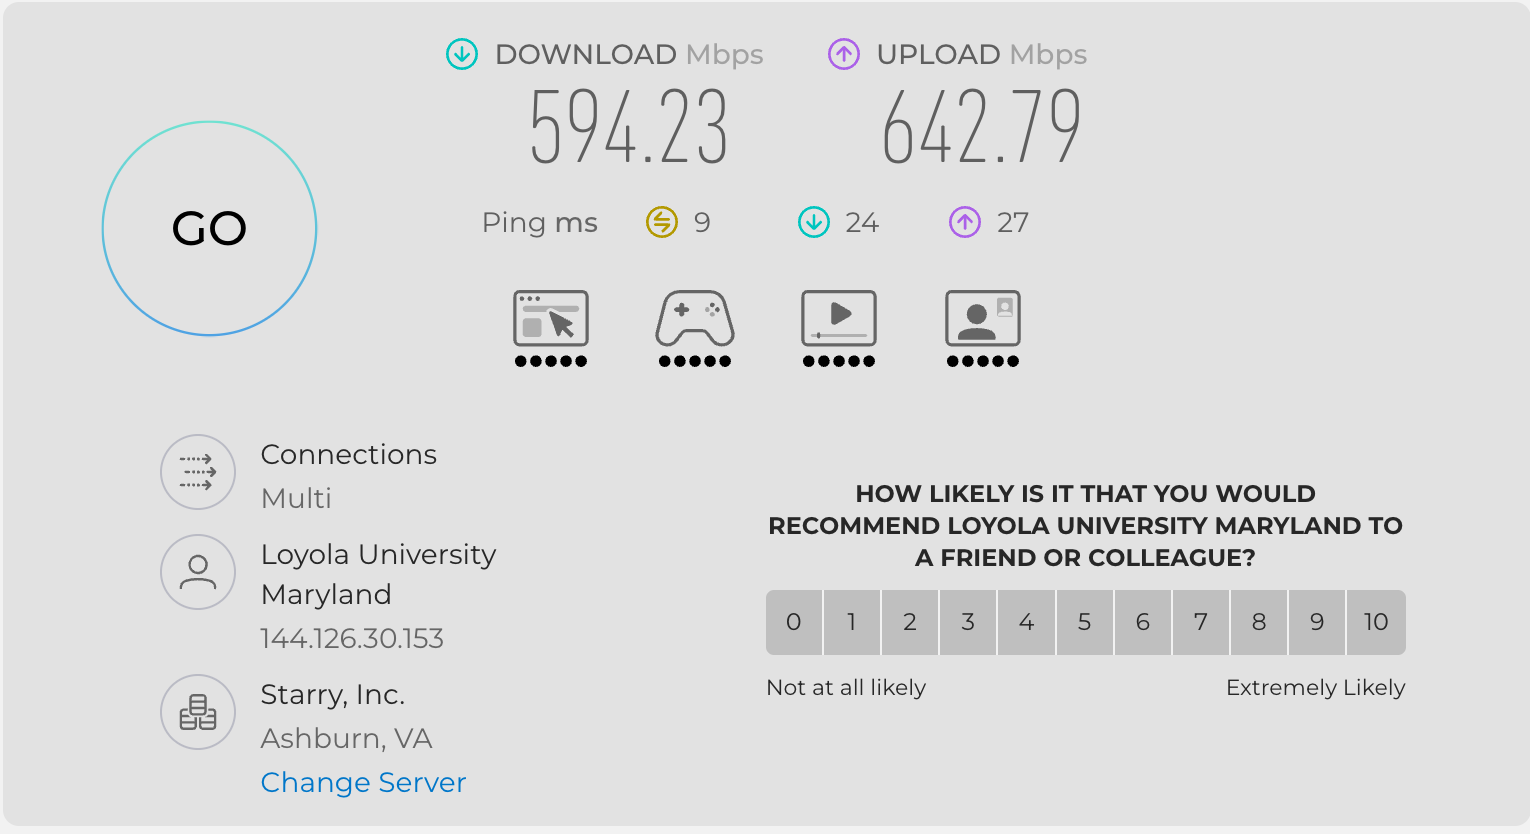 DOWNLOAD Mbps
594.23
UPLOAD Mbps
642.79
GO
Ping ms 9 24 27
Connections
Multi
Loyola University
Maryland
144.126.30.153
Starry, Inc.
Ashburn, VA
Change Server
HOW LIKELY IS IT THAT YOU WOULD
RECOMMEND LOYOLA UNIVERSITY MARYLAND TO
A FRIEND OR COLLEAGUE?
0 1 2 3 4 5 6 7 8 9 10
Not at all likely
Extremely Likely